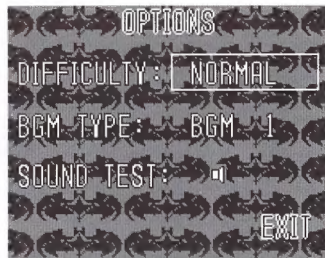 OPTIONS
DIFFICULTY: NORMAL
BGM TYPE: BGM 1
SOUND TEST:
EXIT